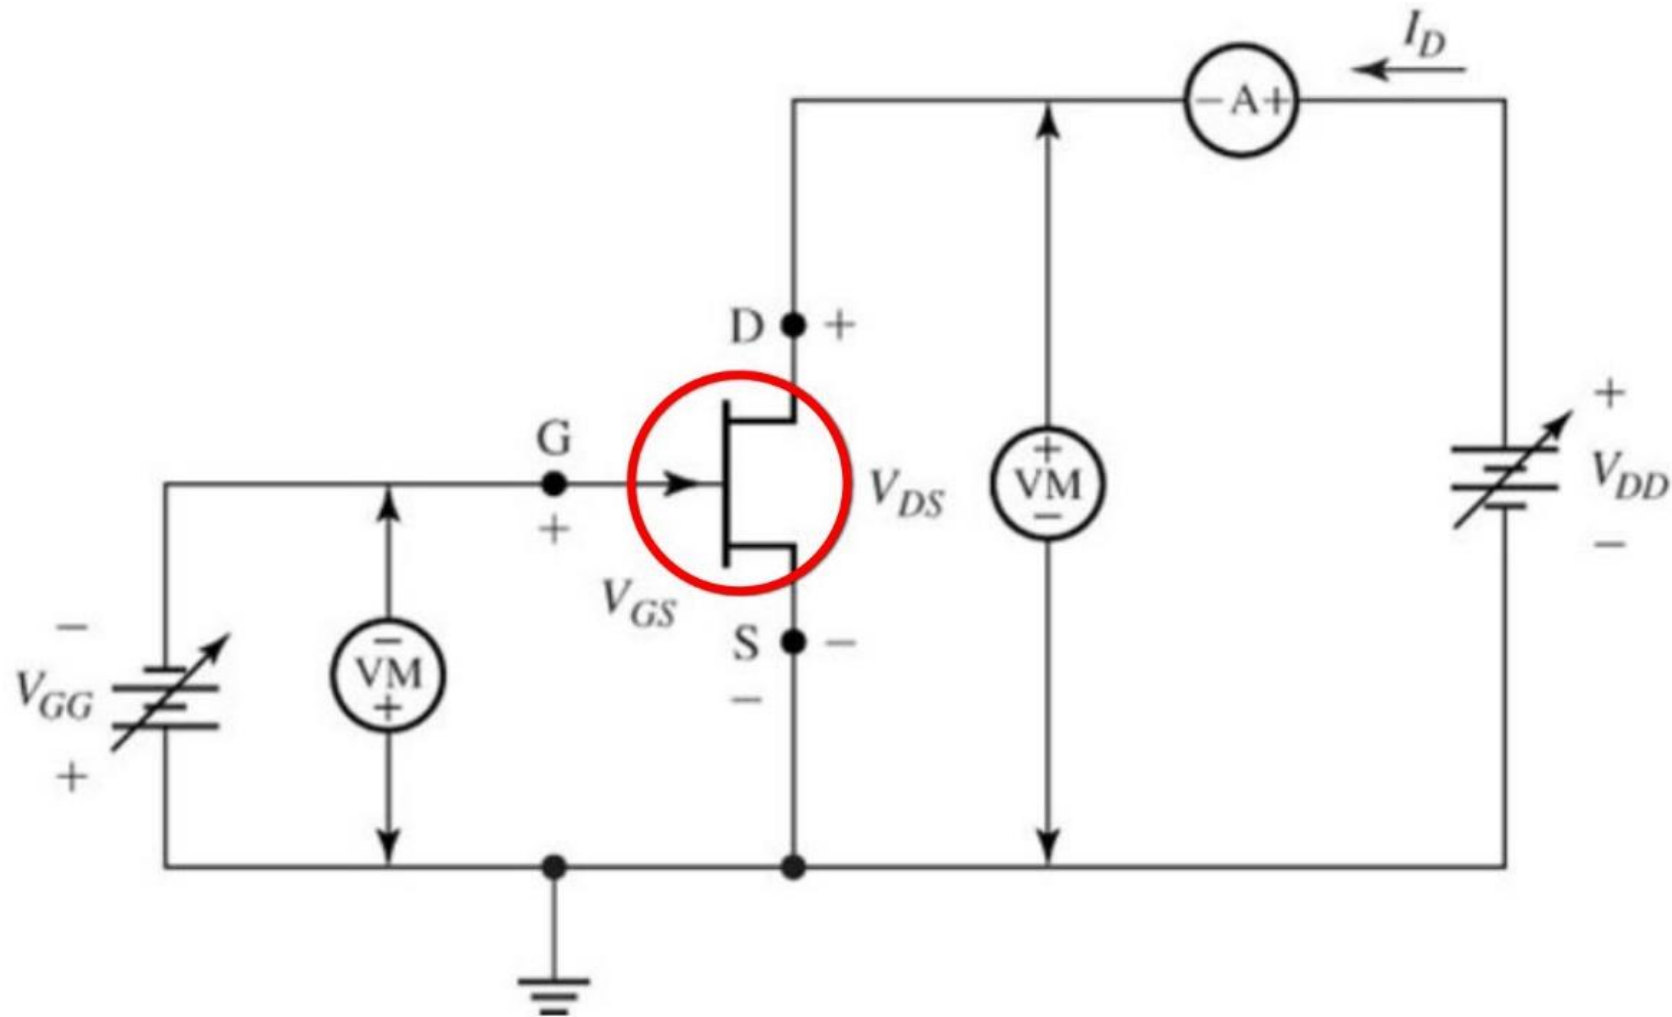 I_D
− A +
D +
G
+
V_DS
+
VM
−
+
V_DD
−
V_GS
S −
−
−
V_GG
+
−
VM
+